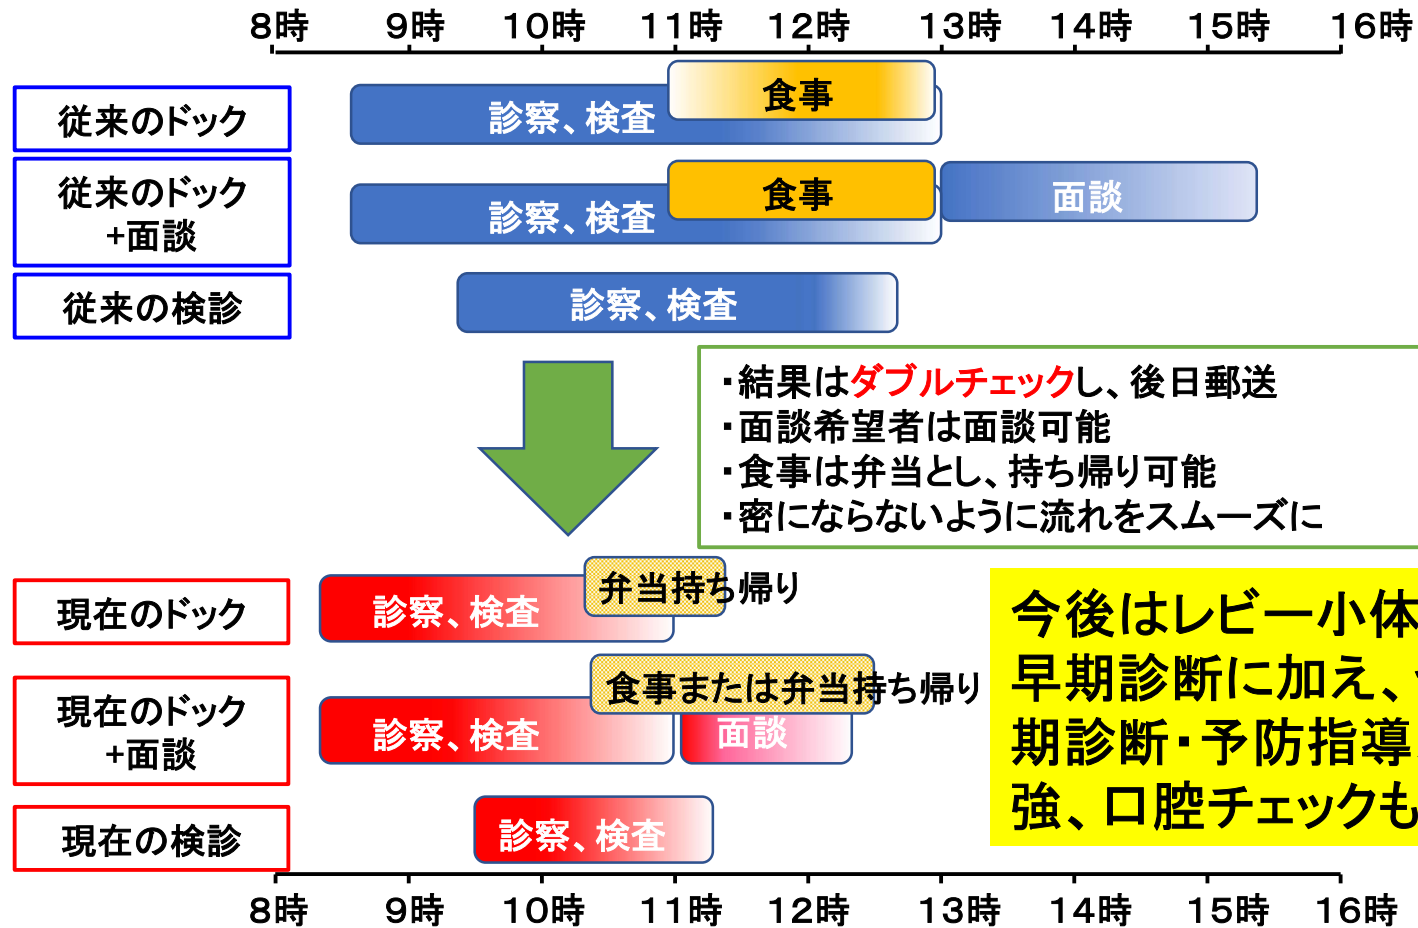 8時 9時 10時 11時 12時 13時 14時 15時 16時
従来のドック
診察、検査
食事
従来のドック
+面談
診察、検査
食事
面談
従来の検診
診察、検査
・結果はダブルチェックし、後日郵送
・面談希望者は面談可能
・食事は弁当とし、持ち帰り可能
・密にならないように流れをスムーズに
現在のドック
診察、検査
弁当持ち帰り
現在のドック
+面談
診察、検査
食事または弁当持ち帰り
面談
現在の検診
診察、検査
今後はレビー小体
早期診断に加え、
期診断・予防指導
強、口腔チェックも
8時 9時 10時 11時 12時 13時 14時 15時 16時